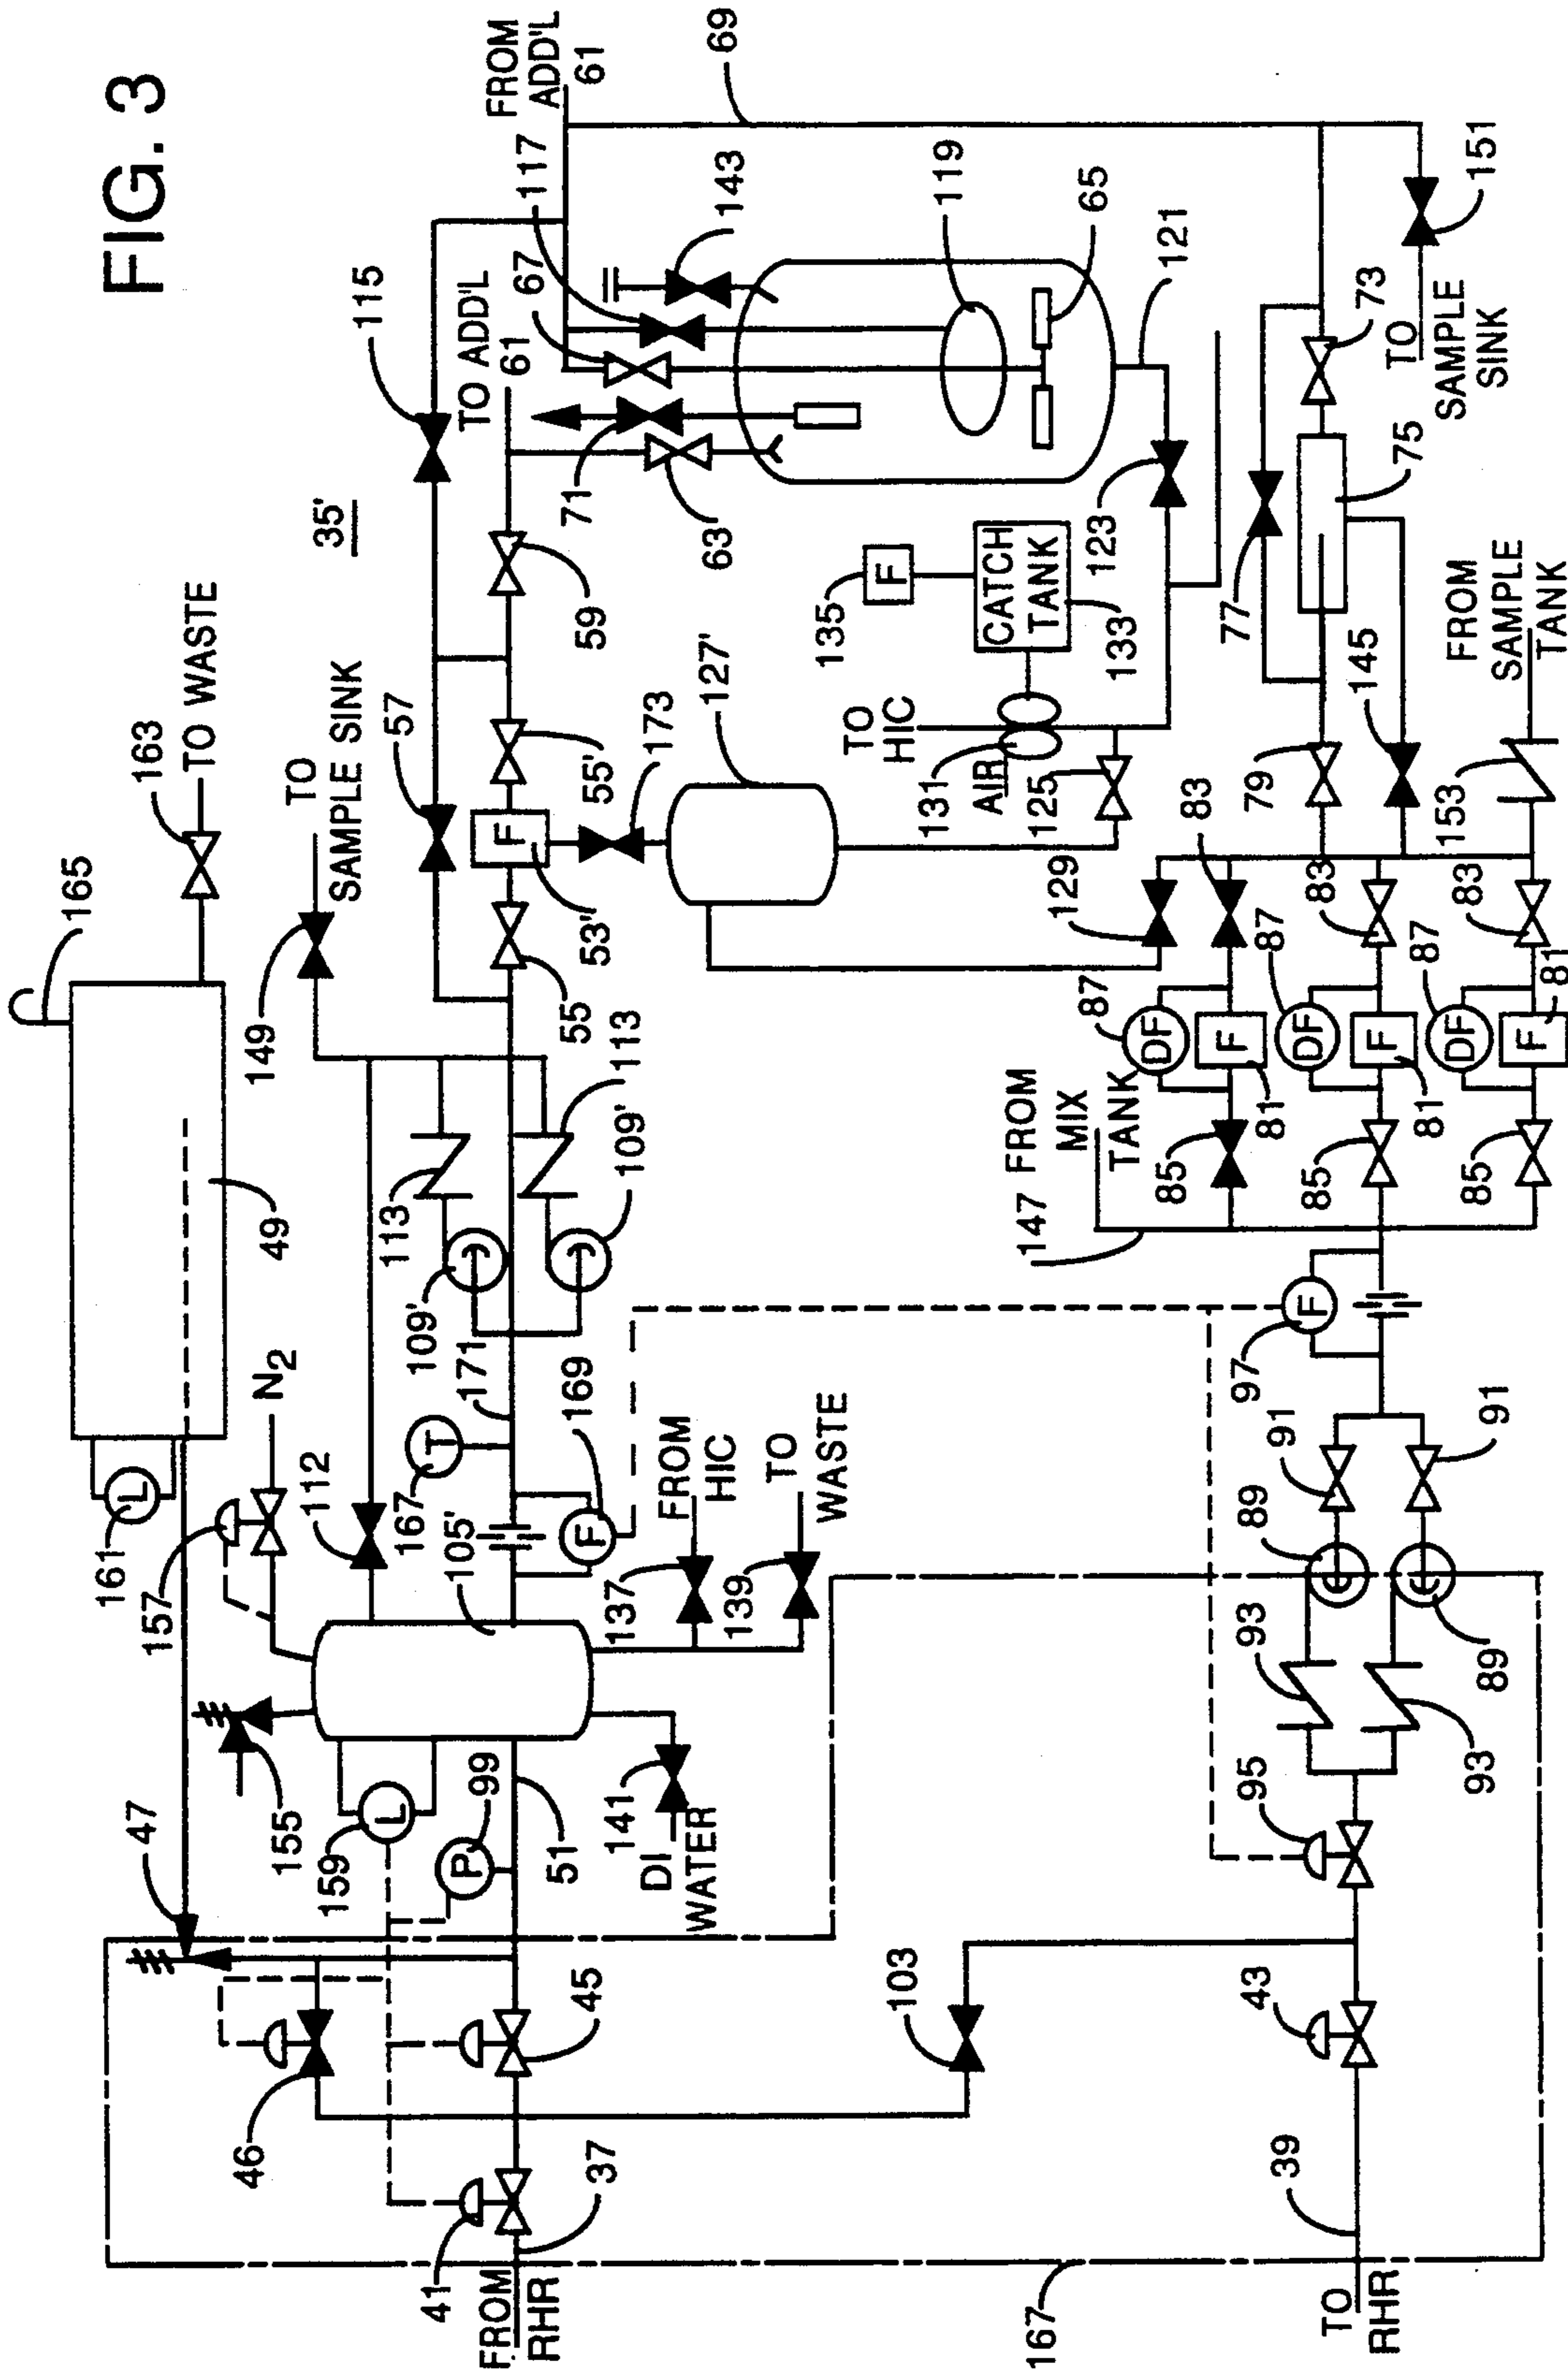 FIG. 3
35'
165
163
TO WASTE
49
161
N2
157
149
TO
SAMPLE SINK
57
115
FROM
ADD'L
61
69
TO ADD'L
61
67
117
143
119
65
121
71
63'
59
55'
F
53'
55
173
127'
135
F
CATCH
TANK
133
TO
HIC
131
AIR
125
123
129
83
113
113
109'
109'
171
T
167
F
169
112
105'
FROM
HIC
137
TO
WASTE
139
155
47
L
159
P
99
51
141
DI
WATER
46
45
41
37
FROM
RHR
103
43
39
TO
RHR
167
95
93
93
89
89
91
91
F
97
147
FROM
MIX
TANK
85
85
85
DF
87
F
81
DF
87
F
81
DF
87
F
81
83
83
79
77
75
73
145
153
FROM
SAMPLE
TANK
TO
SAMPLE
SINK
151